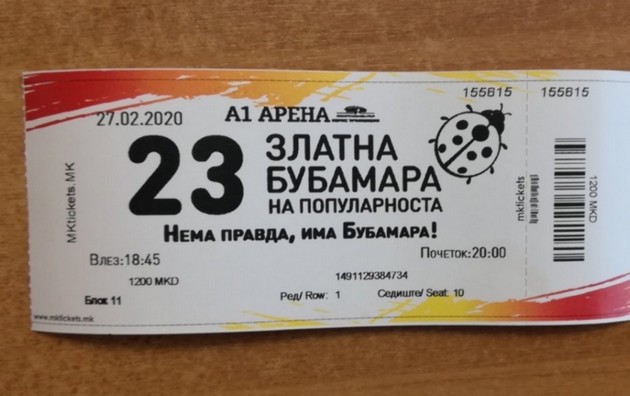 155815
155815
27.02.2020
А1 АРЕНА
MKtickets.MK
23 ЗЛАТНА
БУБАМАРА
НА ПОПУЛАРНОСТА
НЕМА ПРАВДА, ИМА БУБАМАРА!
Влез:18:45
Почеток:20:00
1200 MKD
1491129384734
Блок 11
Ред/ Row: 1
Седиште/ Seat: 10
www.mktickets.mk
mktickets
1200 MKD